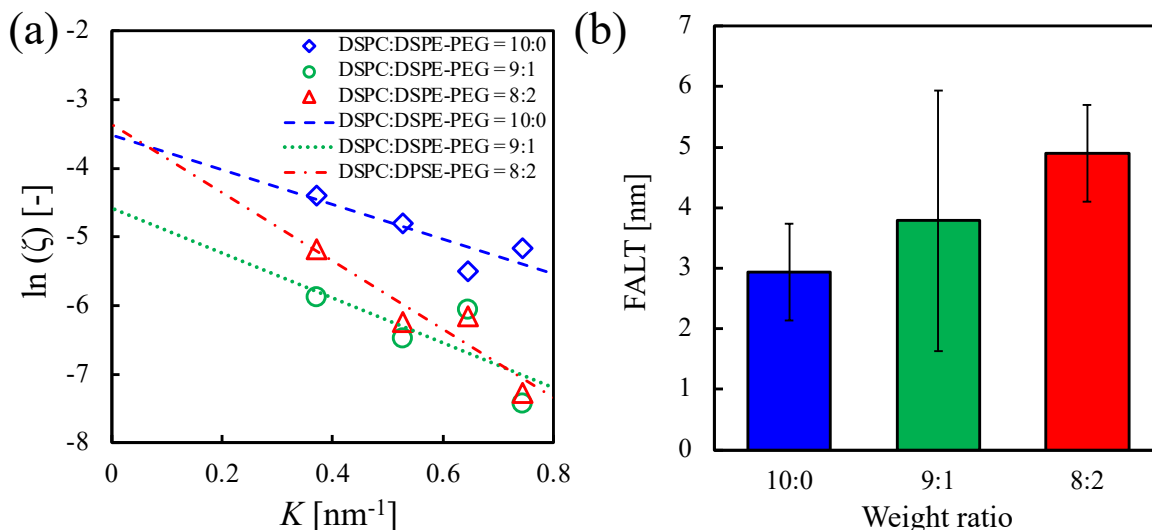 (a)
-2
-3
-4
-5
-6
-7
-8
ln (ζ) [-]
DSPC:DSPE-PEG = 10:0
DSPC:DSPE-PEG = 9:1
DSPC:DSPE-PEG = 8:2
DSPC:DSPE-PEG = 10:0
DSPC:DSPE-PEG = 9:1
DSPC:DPSE-PEG = 8:2
0 0.2 0.4 0.6 0.8
K [nm-1]
(b)
7
6
5
4
3
2
1
0
FALT [nm]
10:0 9:1 8:2
Weight ratio